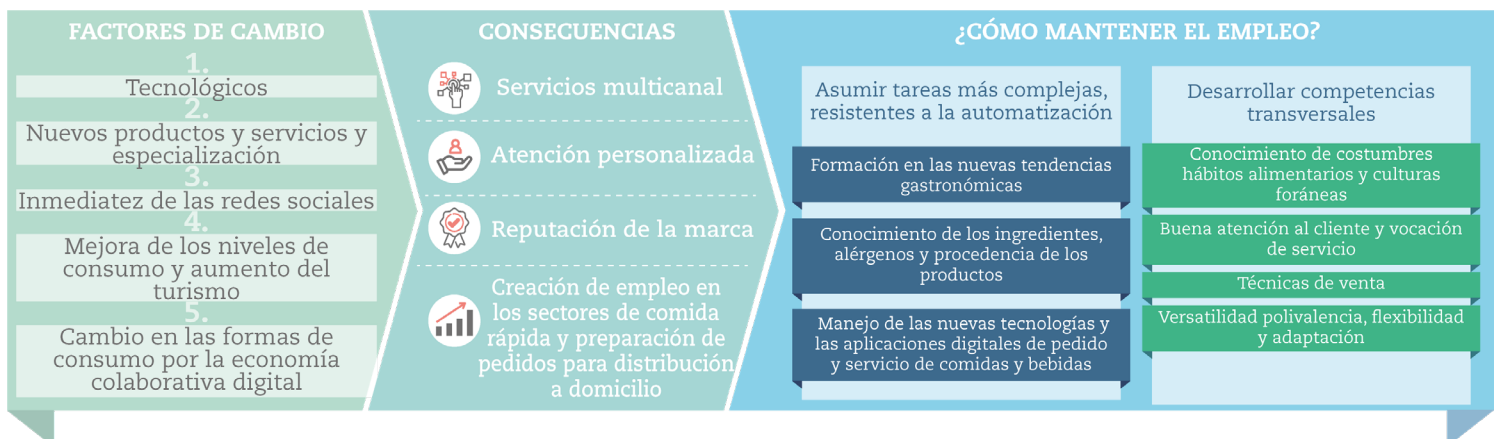 FACTORES DE CAMBIO
1.
Tecnológicos
2.
Nuevos productos y servicios y
especialización
3.
Inmediatez de las redes sociales
4.
Mejora de los niveles de
consumo y aumento del
turismo
5.
Cambio en las formas de
consumo por la economía
colaborativa digital
CONSECUENCIAS
Servicios multicanal
Atención personalizada
Reputación de la marca
Creación de empleo en
los sectores de comida
rápida y preparación de
pedidos para distribución
a domicilio
¿CÓMO MANTENER EL EMPLEO?
Asumir tareas más complejas,
resistentes a la automatización
Formación en las nuevas tendencias
gastronómicas
Conocimiento de los ingredientes,
alérgenos y procedencia de los
productos
Manejo de las nuevas tecnologías y
las aplicaciones digitales de pedido
y servicio de comidas y bebidas
Desarrollar competencias
transversales
Conocimiento de costumbres
hábitos alimentarios y culturas
foráneas
Buena atención al cliente y vocación
de servicio
Técnicas de venta
Versatilidad polivalencia, flexibilidad
y adaptación